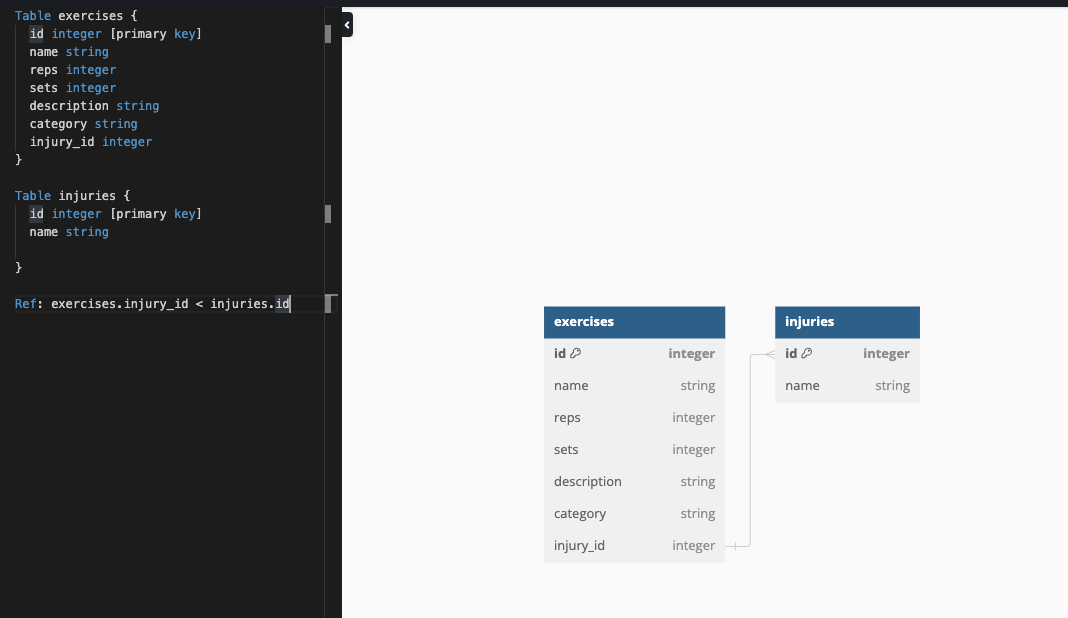 Table exercises {
id integer [primary key]
name string
reps integer
sets integer
description string
category string
injury_id integer
}
Table injuries {
id integer [primary key]
name string
}
Ref: exercises.injury_id < injuries.id
exercises
id integer
name string
reps integer
sets integer
description string
category string
injury_id integer
injuries
id integer
name string